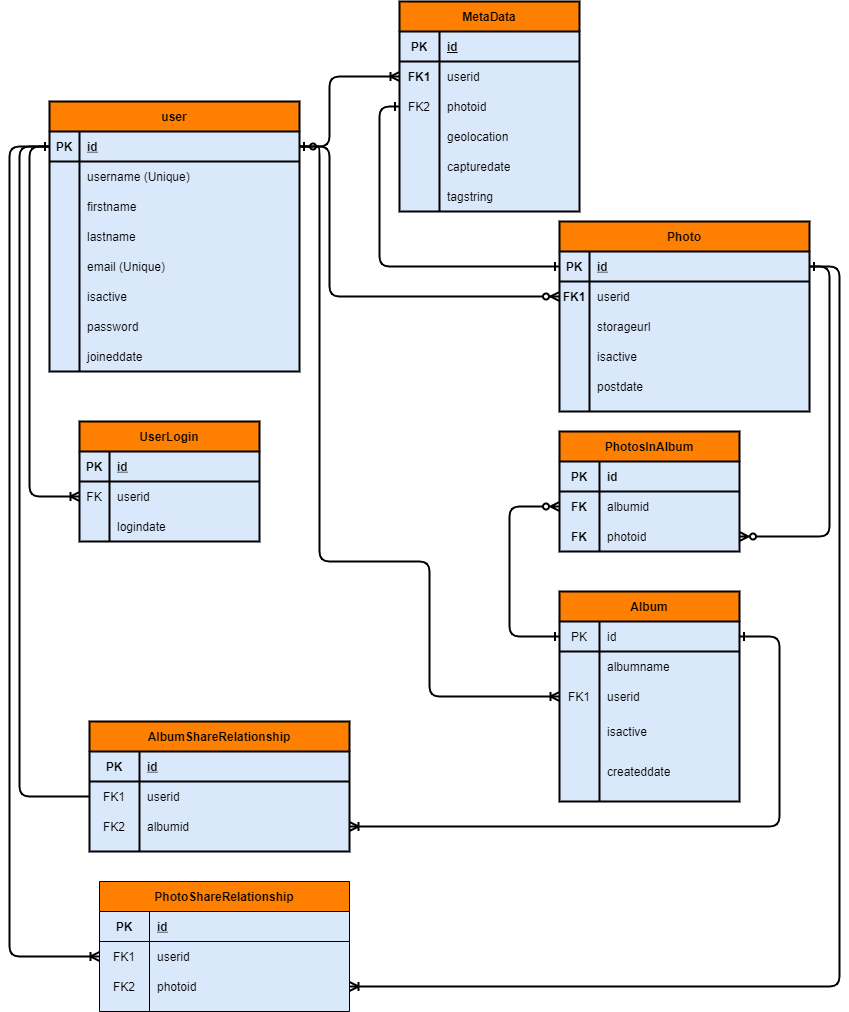 MetaData
PK id
FK1 userid
FK2 photoid
geolocation
capturedate
tagstring
user
PK id
username (Unique)
firstname
lastname
email (Unique)
isactive
password
joineddate
Photo
PK id
FK1 userid
storageurl
isactive
postdate
UserLogin
PK id
FK userid
logindate
PhotosInAlbum
PK id
FK albumid
FK photoid
Album
PK id
albumname
FK1 userid
isactive
createddate
AlbumShareRelationship
PK id
FK1 userid
FK2 albumid
PhotoShareRelationship
PK id
FK1 userid
FK2 photoid